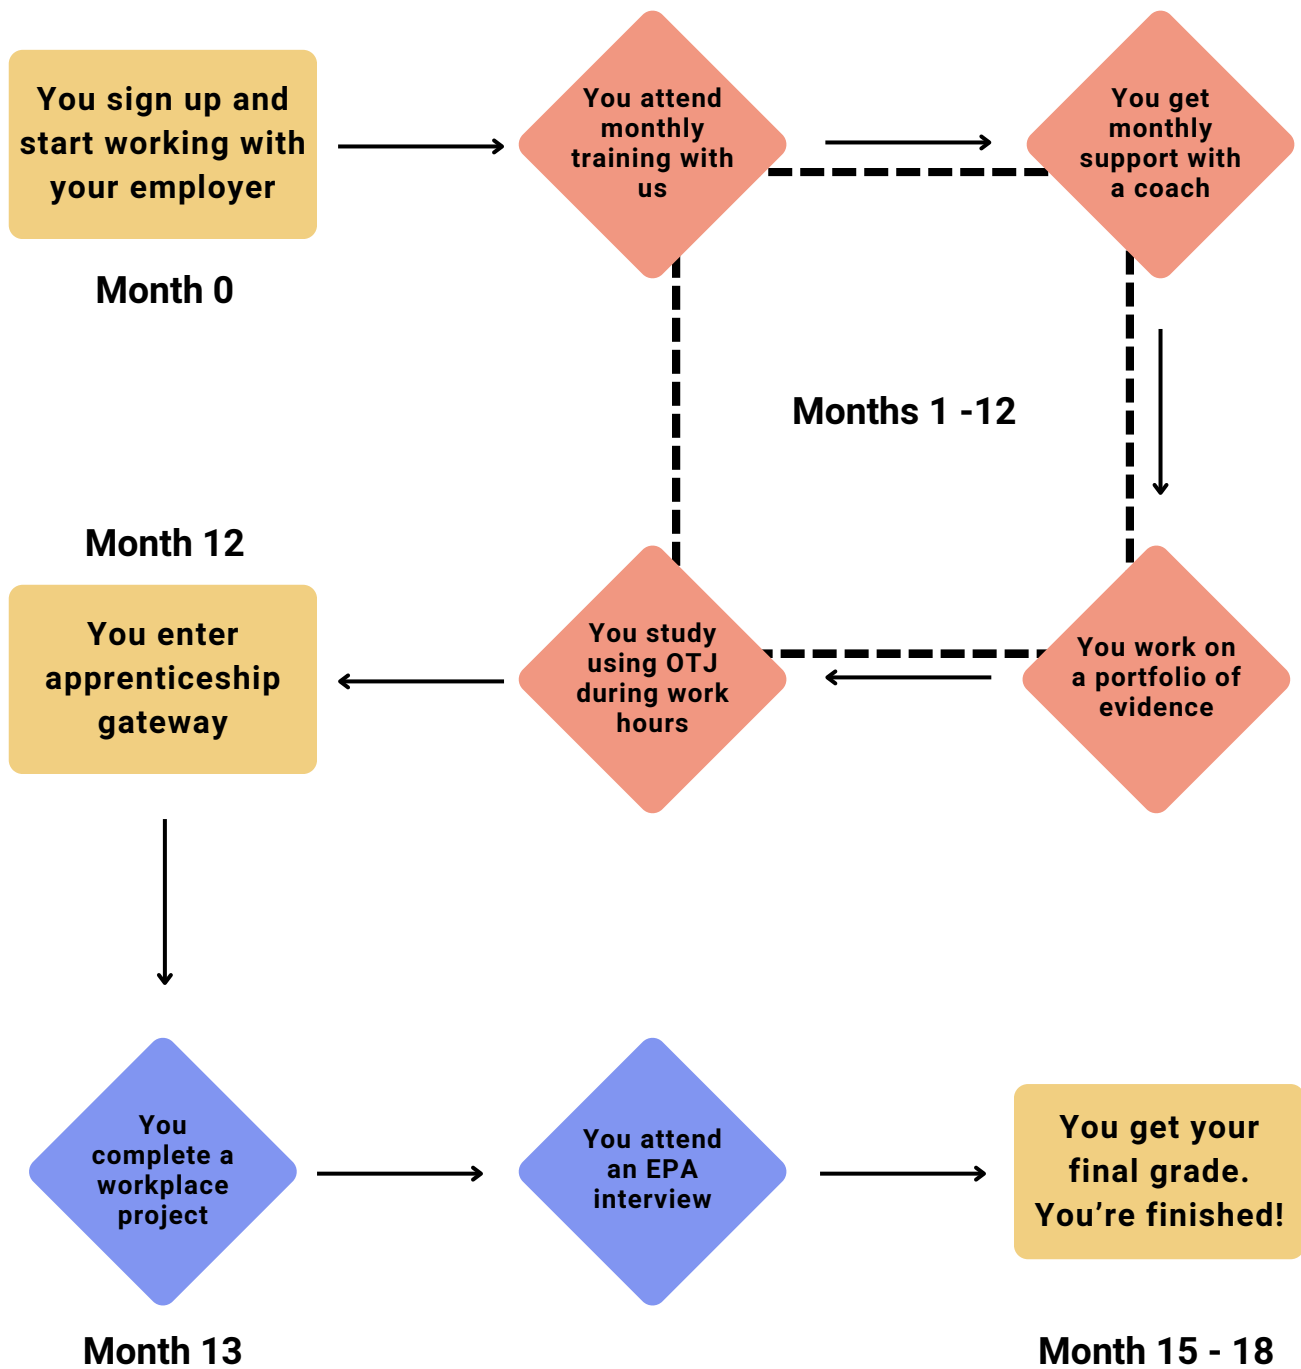 You sign up and
start working with
your employer
Month 0
You attend
monthly
training with
us
You get
monthly
support with
a coach
Months 1 -12
You work on
a portfolio of
evidence
You study
using OTJ
during work
hours
Month 12
You enter
apprenticeship
gateway
You
complete a
workplace
project
Month 13
You attend
an EPA
interview
You get your
final grade.
You’re finished!
Month 15 - 18